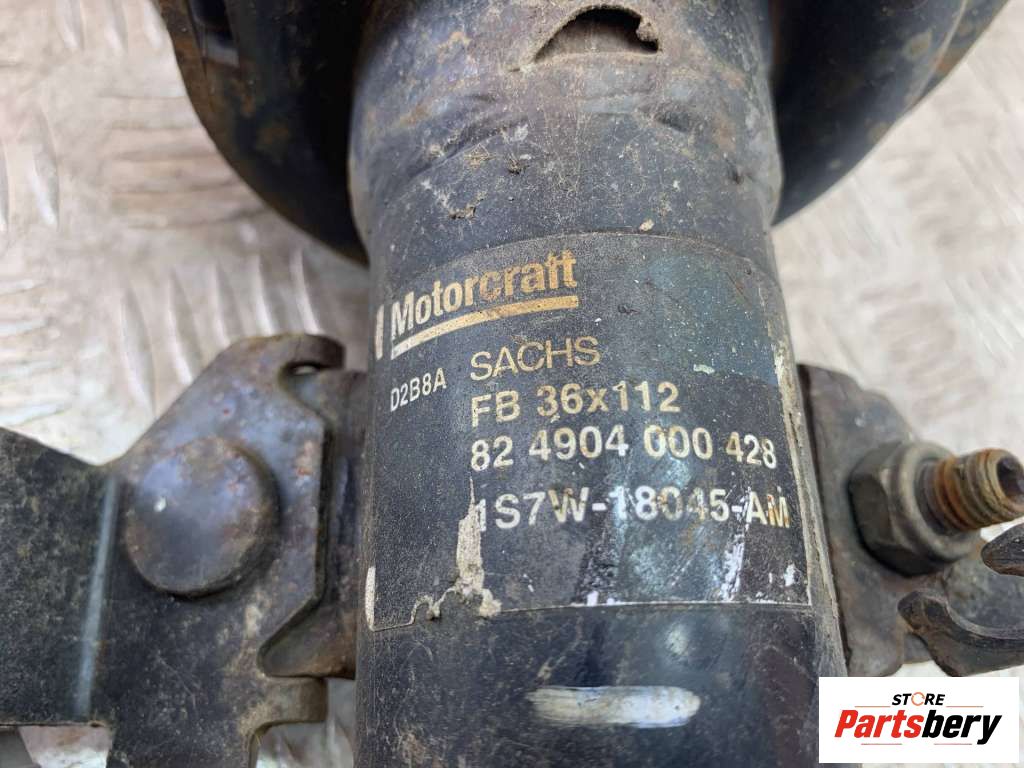 Motorcraft
SACHS
D2B8A
FB 36x112
82 4904 000 428
1S7W-18045-AM
STORE
Partsbery